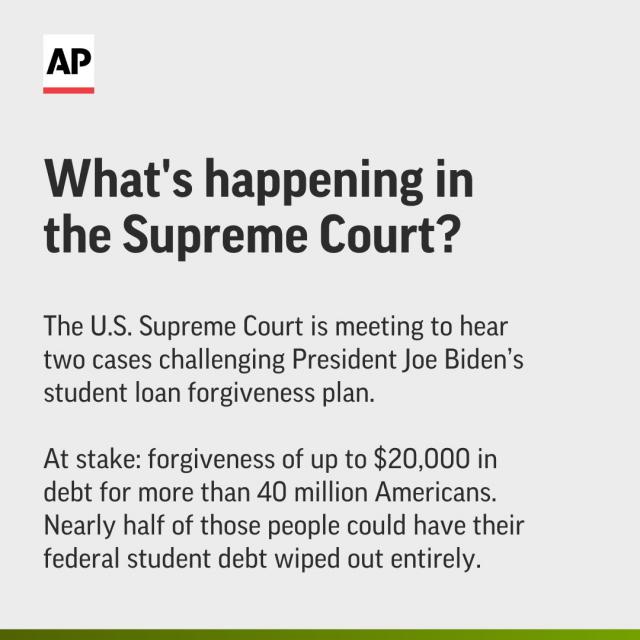 AP
What's happening in
the Supreme Court?
The U.S. Supreme Court is meeting to hear
two cases challenging President Joe Biden’s
student loan forgiveness plan.
At stake: forgiveness of up to $20,000 in
debt for more than 40 million Americans.
Nearly half of those people could have their
federal student debt wiped out entirely.